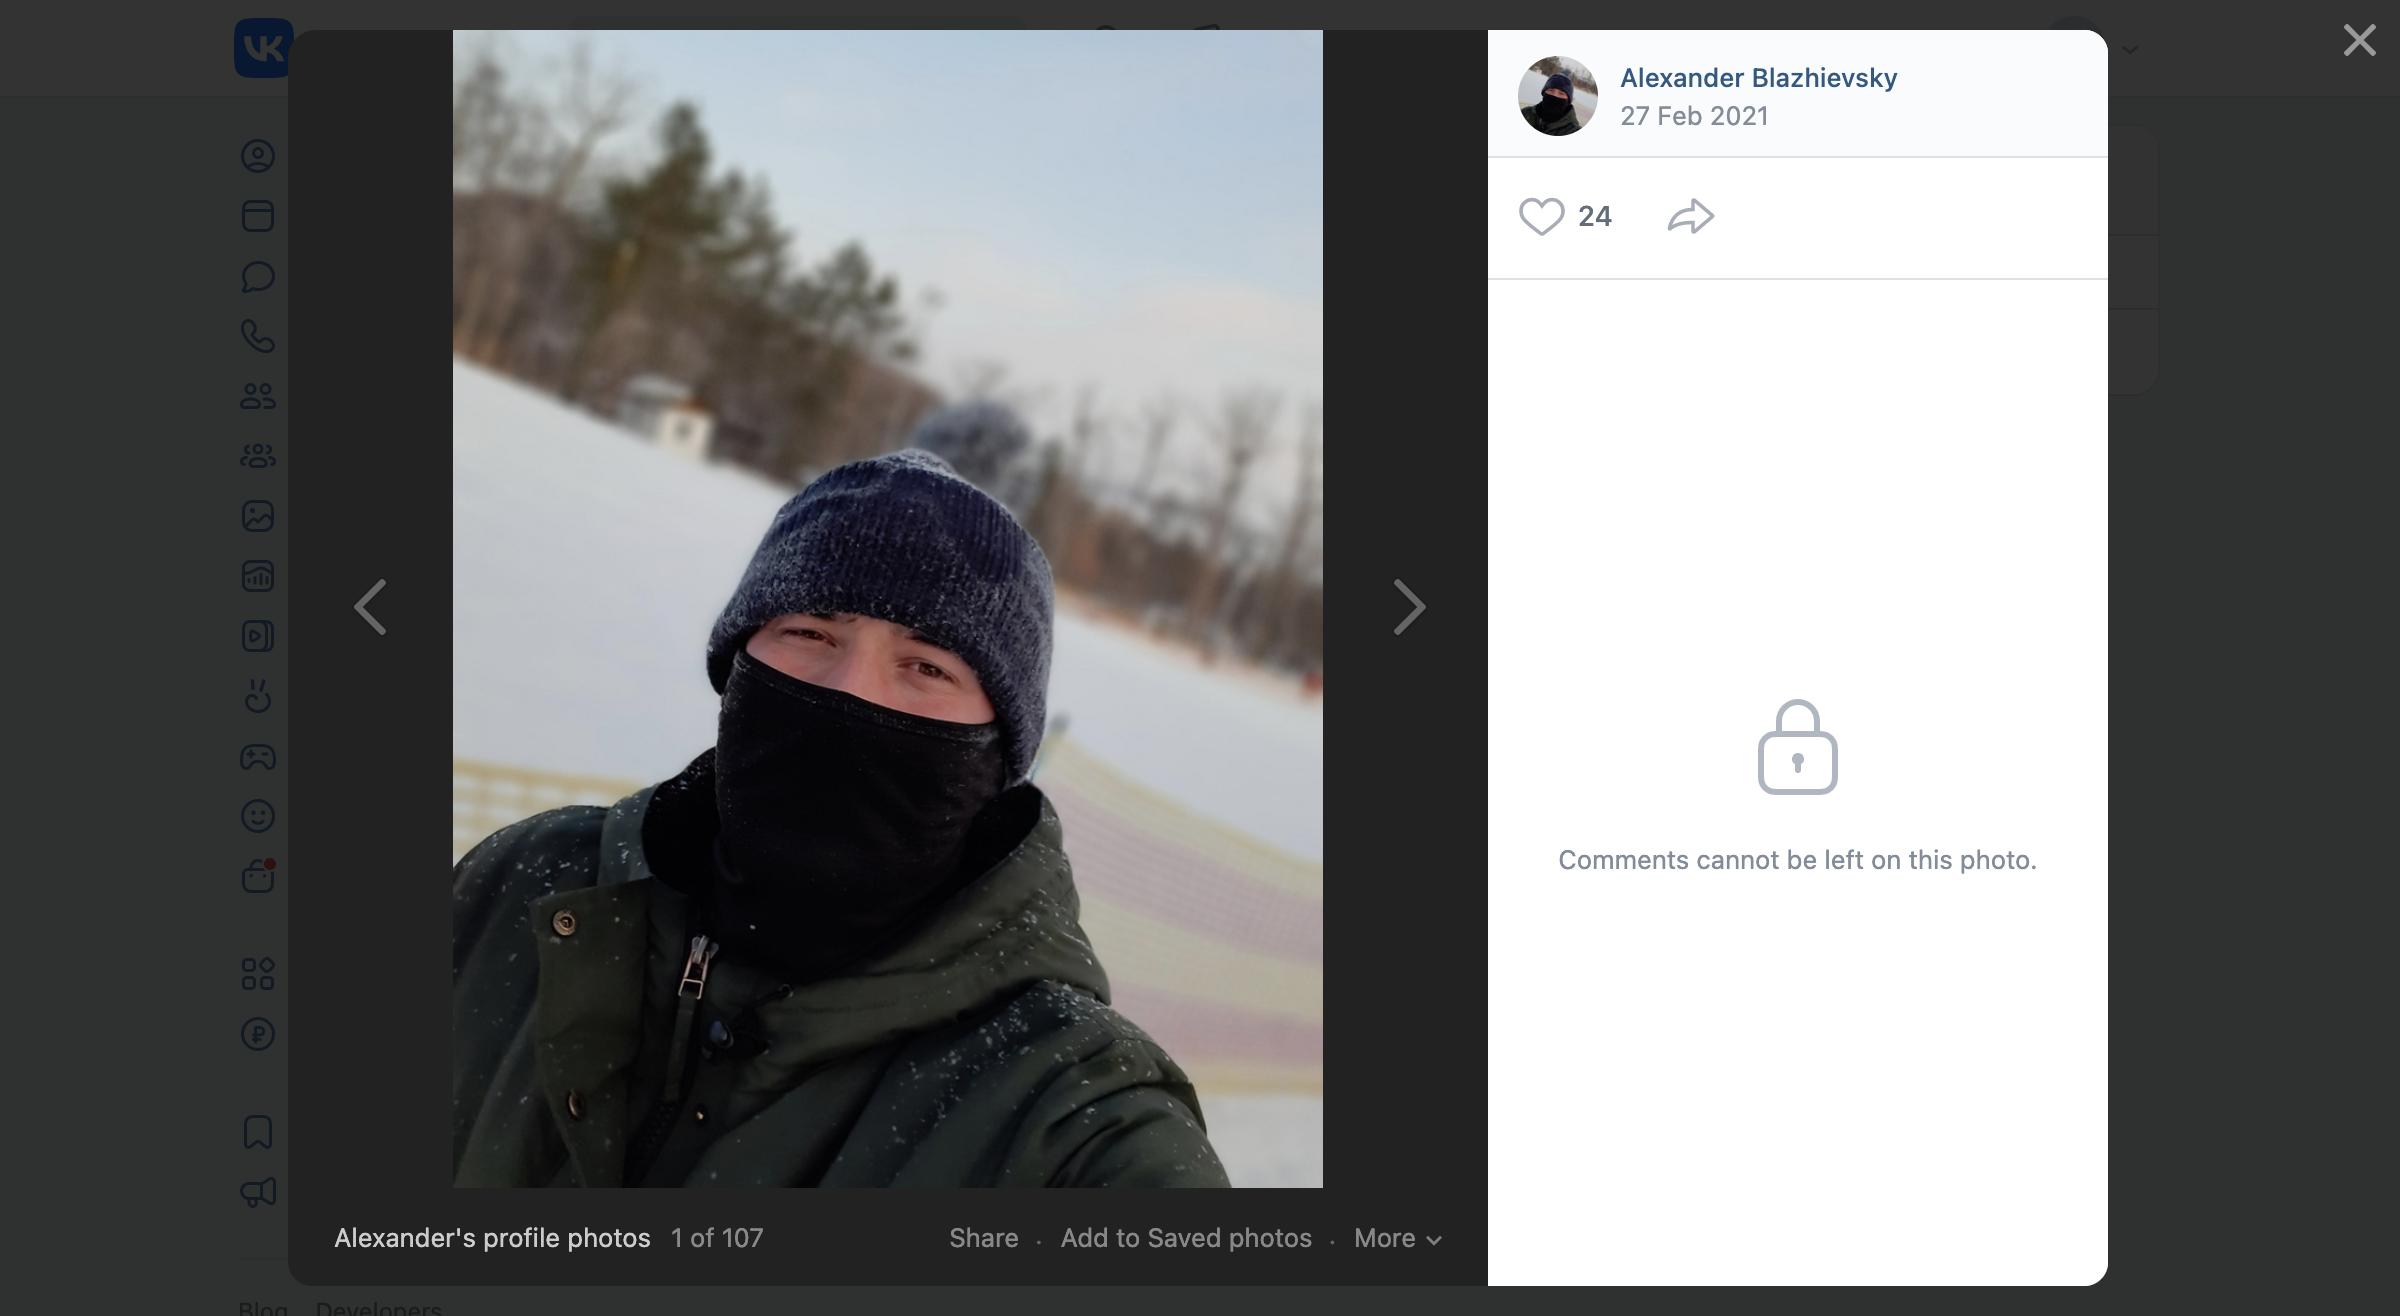 VK
Alexander Blazhievsky
27 Feb 2021
24
Comments cannot be left on this photo.
Alexander's profile photos 1 of 107
Share · Add to Saved photos · More
Blog Developers